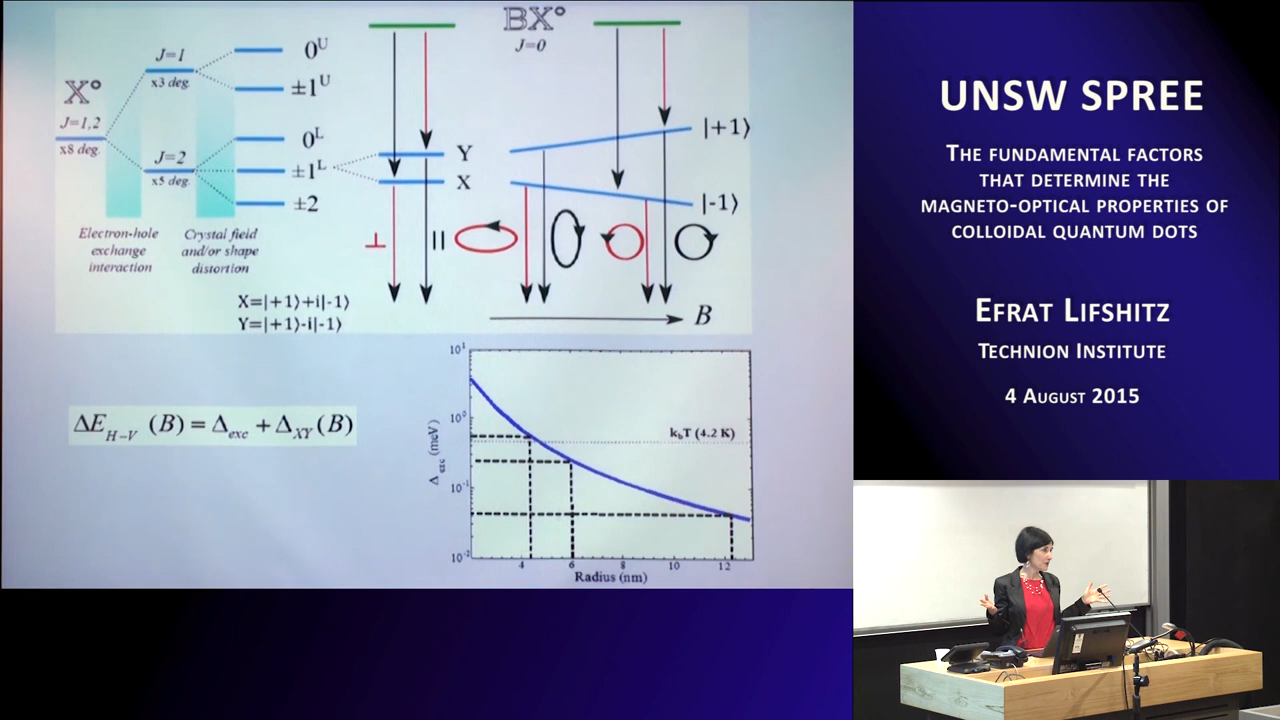 X°
J=1,2
x8 deg.
J=1
x3 deg
J=2
x5 deg.
0ᵁ
±1ᵁ
0ᴸ
±1ᴸ
±2
Electron-hole
exchange
interaction
Crystal field
and/or shape
distortion
X=|+1⟩+i|-1⟩
Y=|+1⟩-i|-1⟩
BX°
J=0
Y
X
⊥
||
|+1⟩
|-1⟩
B
ΔE_H-V (B) = Δ_exc + Δ_XY (B)
10¹
10⁰
10⁻¹
10⁻²
Δ_exc (meV)
k_bT (4.2 K)
4 6 8 10 12
Radius (nm)
UNSW SPREE
The fundamental factors
that determine the
magneto-optical properties of
colloidal quantum dots
Efrat Lifshitz
Technion Institute
4 August 2015